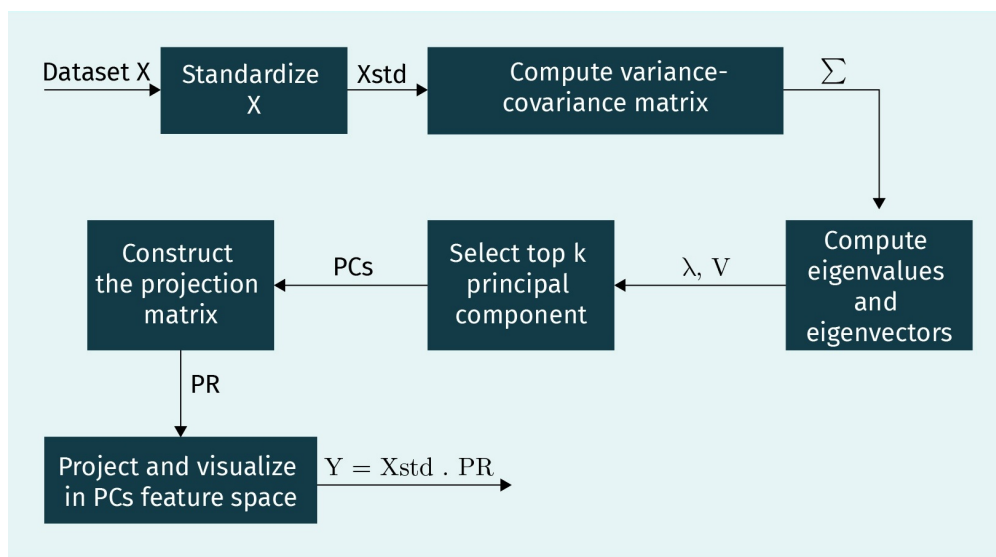 Dataset X
Standardize
X
Xstd
Compute variance-
covariance matrix
∑
Compute
eigenvalues
and
eigenvectors
λ, V
Select top k
principal
component
PCs
Construct
the projection
matrix
PR
Project and visualize
in PCs feature space
Y = Xstd . PR